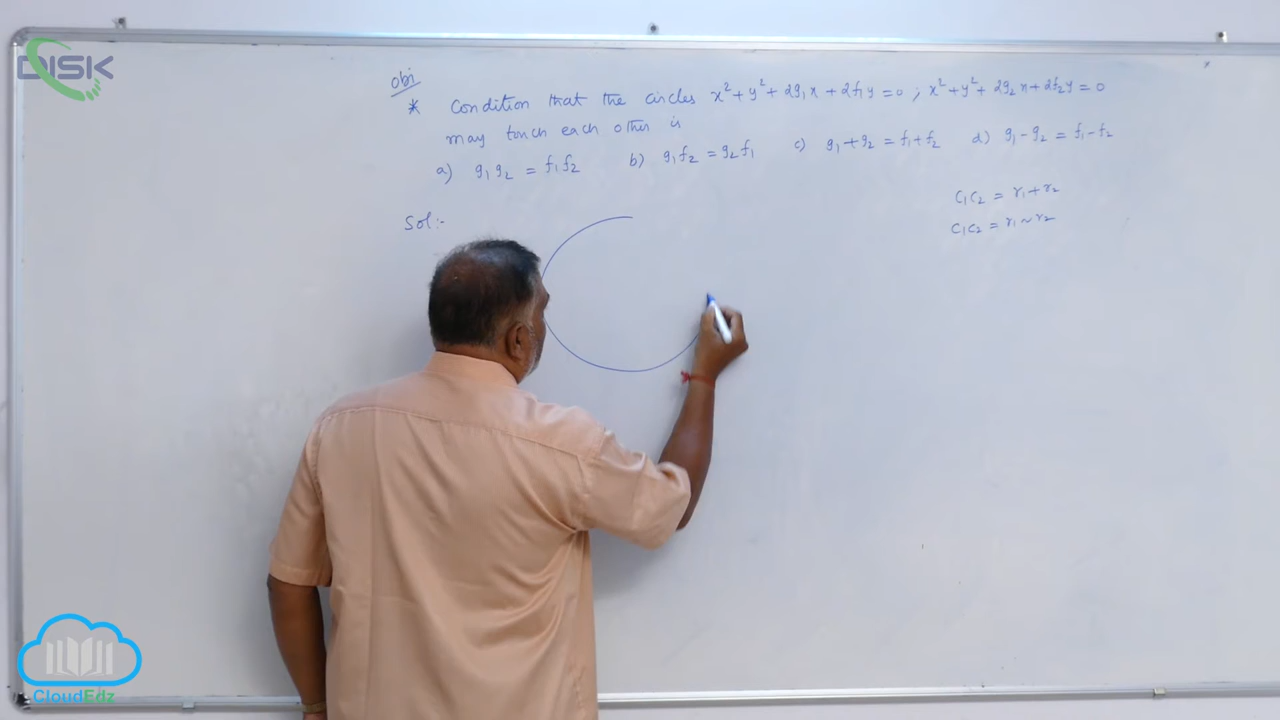 DISK
obj
* Condition that the circles x²+y²+2g₁x+2f₁y=0 ; x²+y²+2g₂x+2f₂y=0
may touch each other is
a) g₁g₂ = f₁f₂ b) g₁f₂ = g₂f₁ c) g₁+g₂ = f₁+f₂ d) g₁-g₂ = f₁-f₂
C₁C₂ = r₁+r₂
Sol:-
C₁C₂ = r₁~r₂
CloudEdz